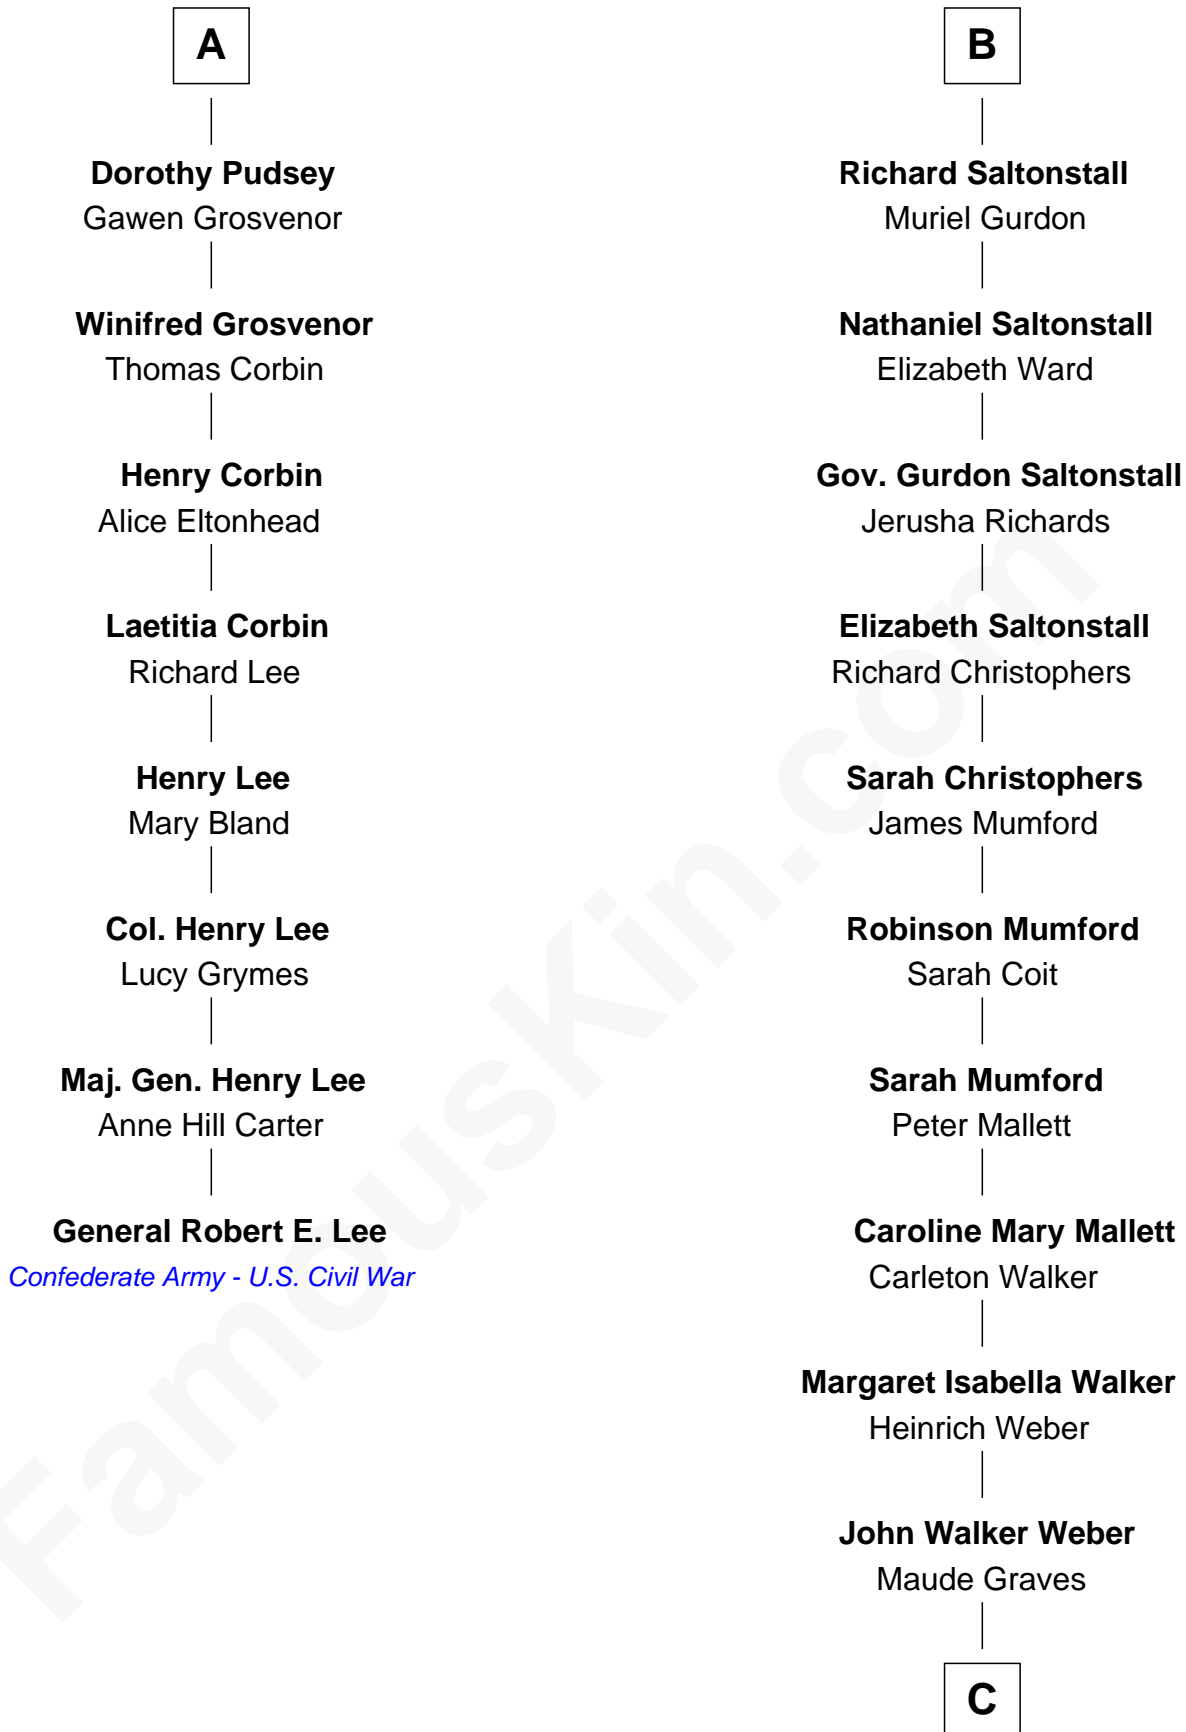 A
Dorothy Pudsey
Gawen Grosvenor
Winifred Grosvenor
Thomas Corbin
Henry Corbin
Alice Eltonhead
Laetitia Corbin
Richard Lee
Henry Lee
Mary Bland
Col. Henry Lee
Lucy Grymes
Maj. Gen. Henry Lee
Anne Hill Carter
General Robert E. Lee
Confederate Army - U.S. Civil War
B
Richard Saltonstall
Muriel Gurdon
Nathaniel Saltonstall
Elizabeth Ward
Gov. Gurdon Saltonstall
Jerusha Richards
Elizabeth Saltonstall
Richard Christophers
Sarah Christophers
James Mumford
Robinson Mumford
Sarah Coit
Sarah Mumford
Peter Mallett
Caroline Mary Mallett
Carleton Walker
Margaret Isabella Walker
Heinrich Weber
John Walker Weber
Maude Graves
C
FamousKin.com